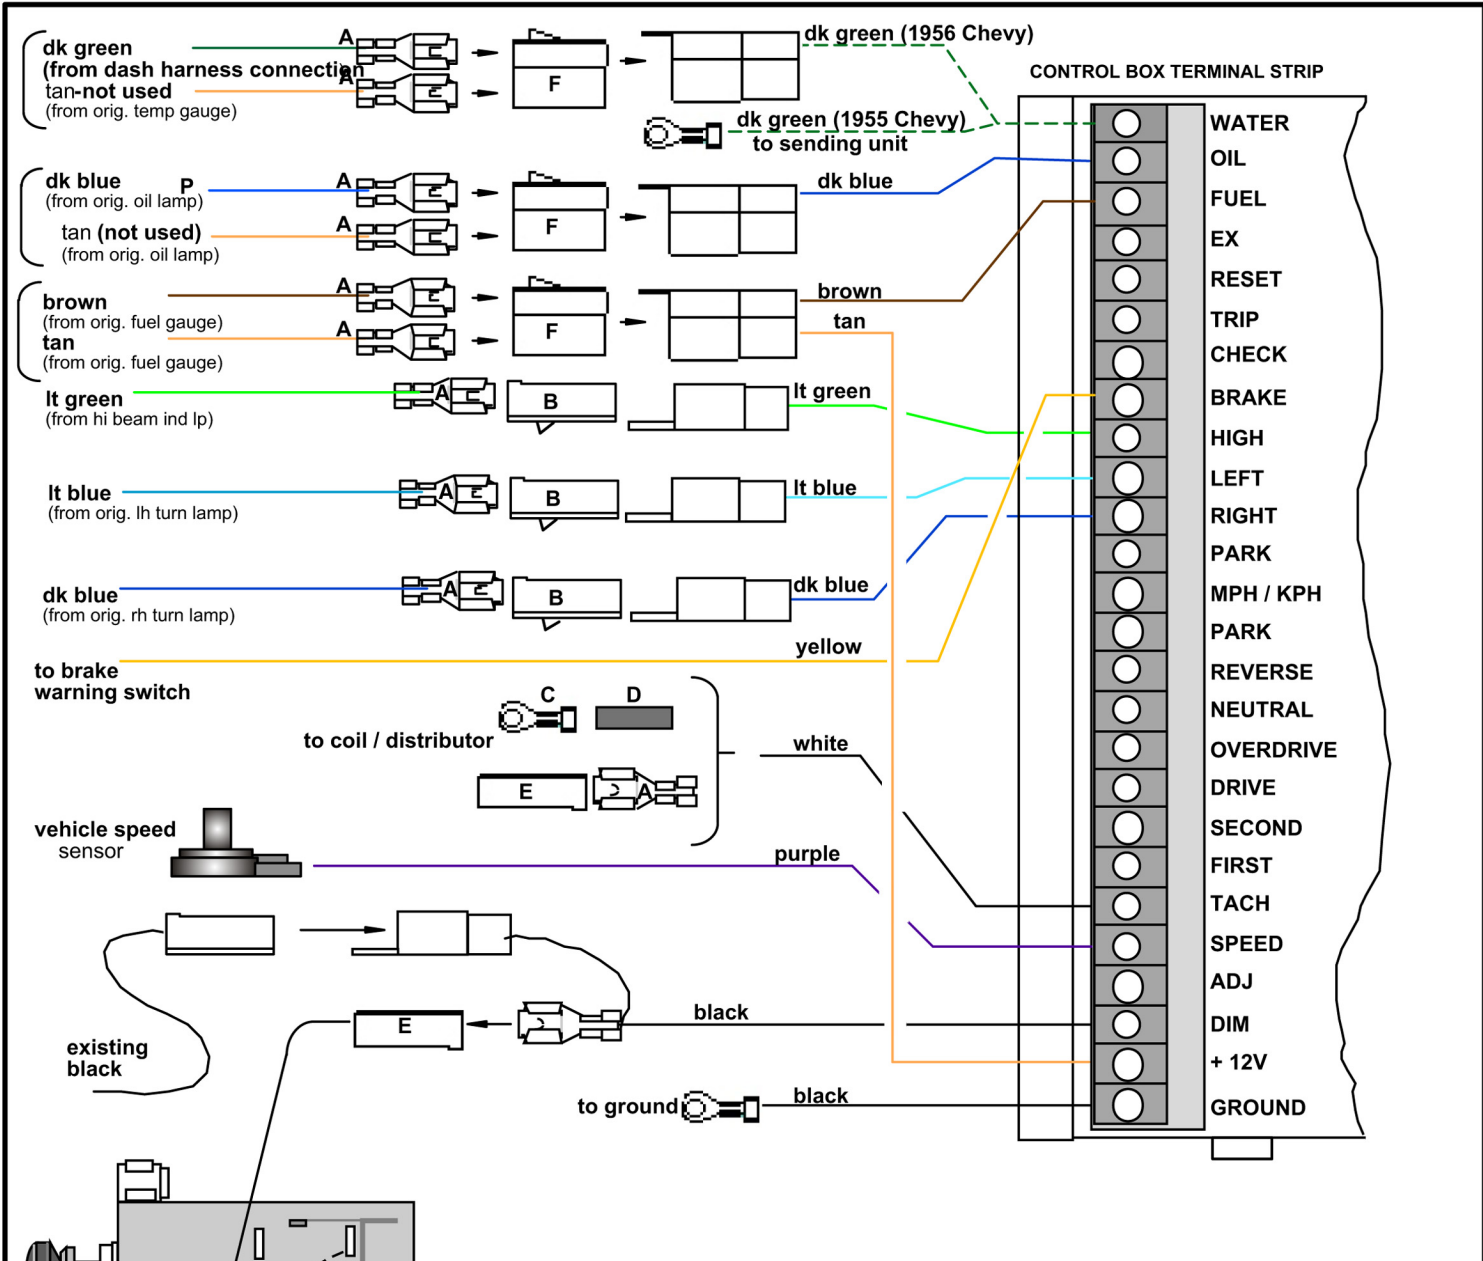 dk green
(from dash harness connection
tan-not used
(from orig. temp gauge)
A
A
F
dk green (1956 Chevy)
dk green (1955 Chevy)
to sending unit
dk blue P
(from orig. oil lamp)
tan (not used)
(from orig. oil lamp)
A
A
F
dk blue
brown
(from orig. fuel gauge)
tan
(from orig. fuel gauge)
A
A
F
brown
tan
lt green
(from hi beam ind lp)
A
B
lt green
lt blue
(from orig. lh turn lamp)
A
B
lt blue
dk blue
(from orig. rh turn lamp)
A
B
dk blue
to brake
warning switch
yellow
C
D
to coil / distributor
E
A
white
vehicle speed
sensor
purple
existing
black
E
black
to ground
black
CONTROL BOX TERMINAL STRIP
WATER
OIL
FUEL
EX
RESET
TRIP
CHECK
BRAKE
HIGH
LEFT
RIGHT
PARK
MPH / KPH
PARK
REVERSE
NEUTRAL
OVERDRIVE
DRIVE
SECOND
FIRST
TACH
SPEED
ADJ
DIM
+ 12V
GROUND